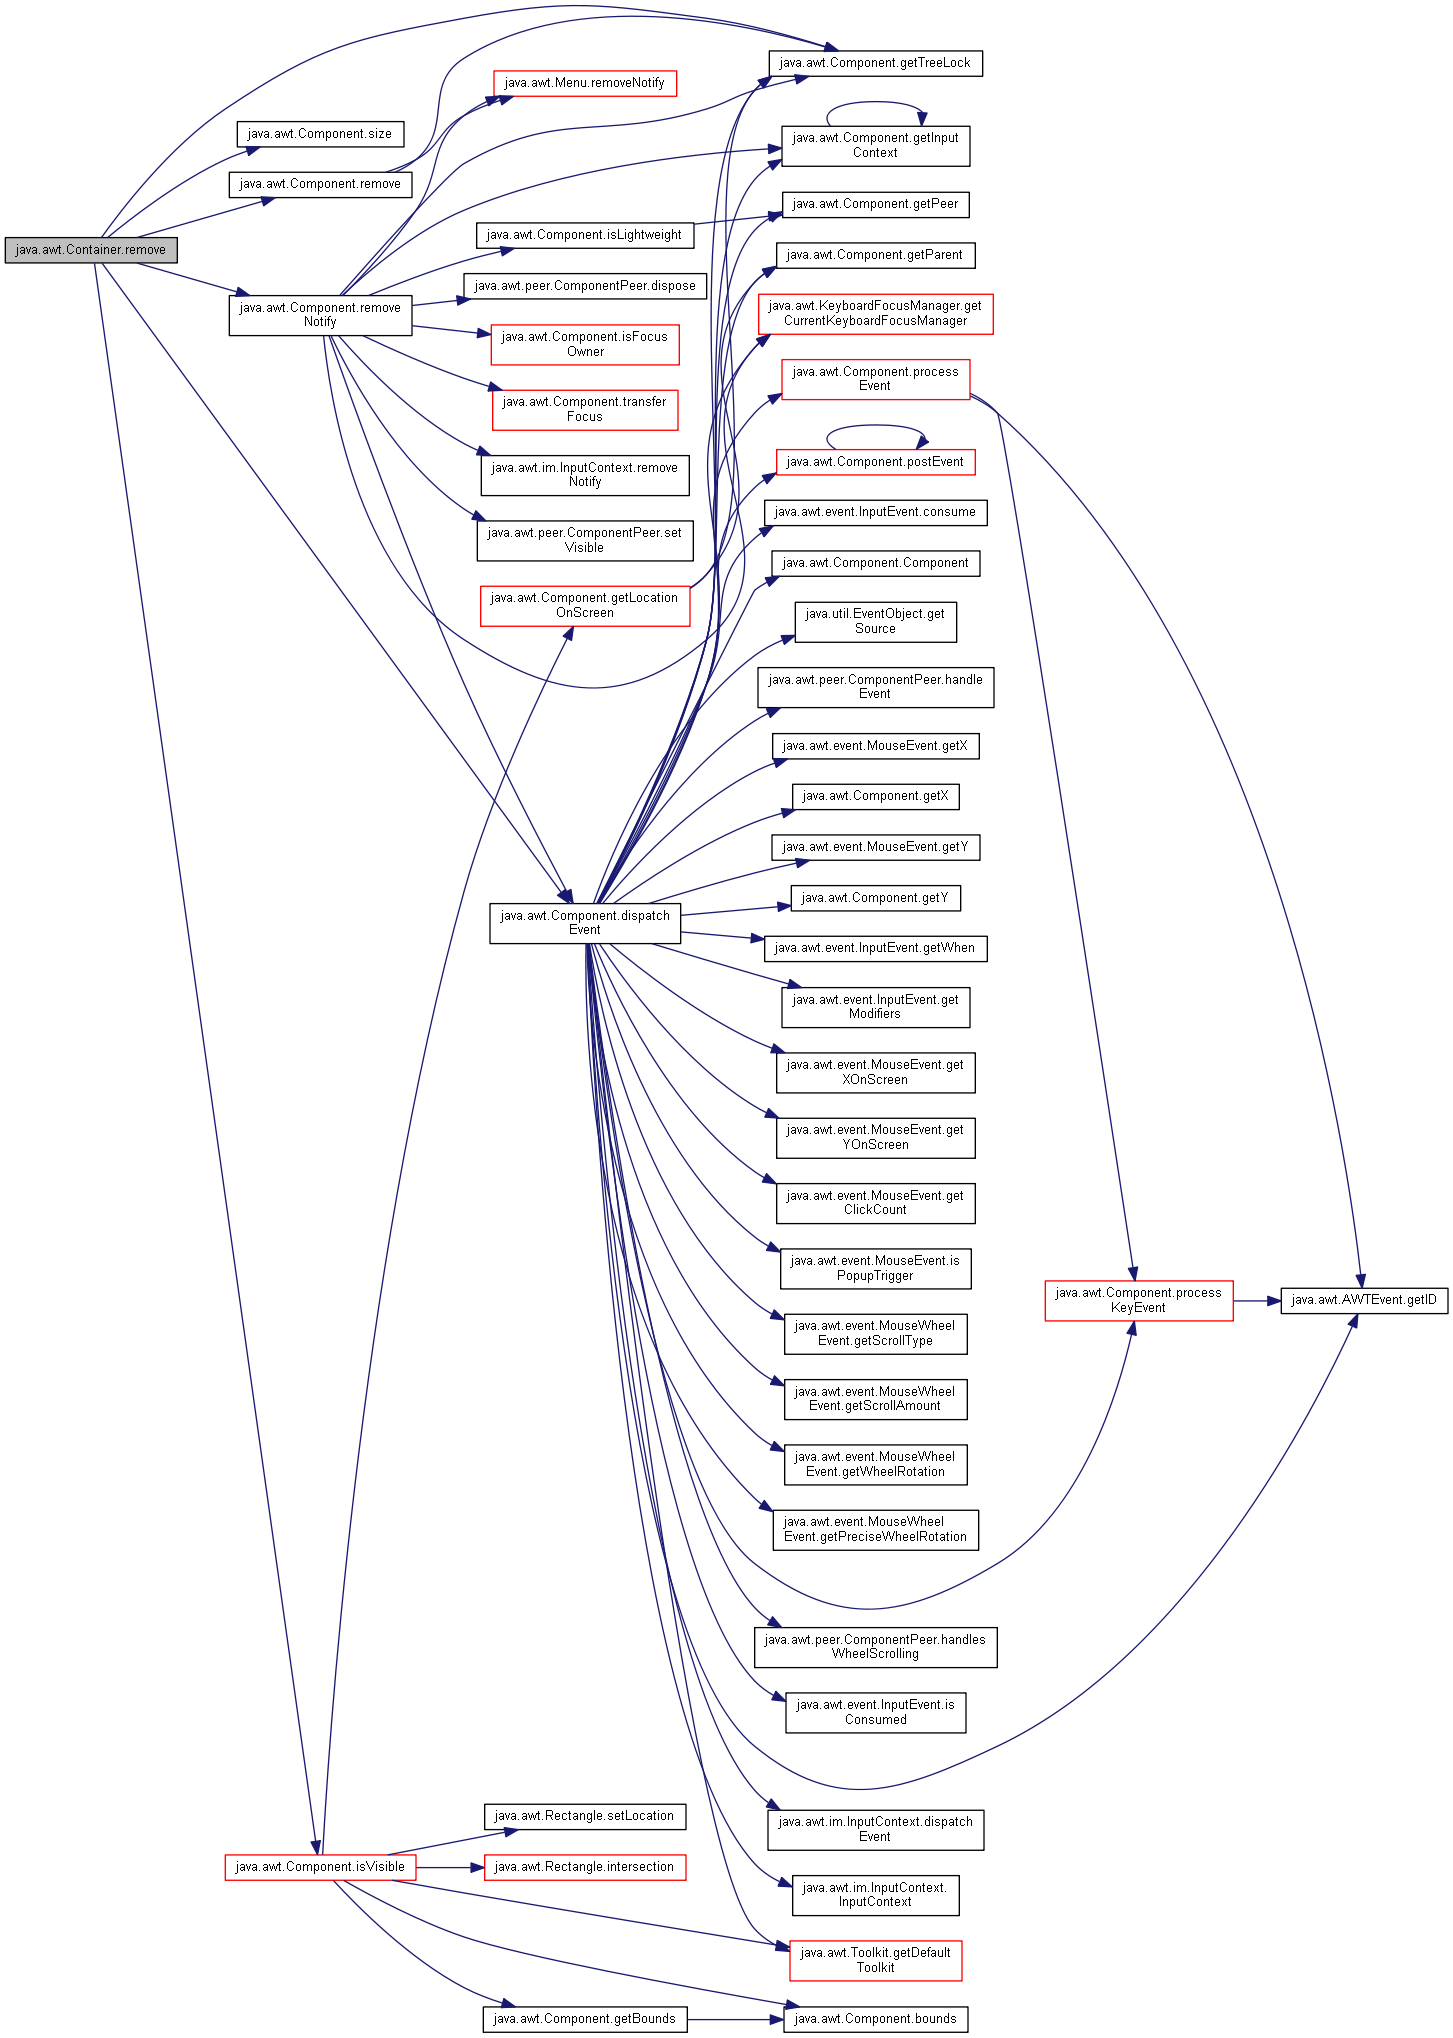 java.awt.Container.remove
java.awt.Component.size
java.awt.Component.remove
java.awt.Component.remove
Notify
java.awt.Component.isVisible
java.awt.Menu.removeNotify
java.awt.Component.isLightweight
java.awt.peer.ComponentPeer.dispose
java.awt.Component.isFocus
Owner
java.awt.Component.transfer
Focus
java.awt.im.InputContext.remove
Notify
java.awt.peer.ComponentPeer.set
Visible
java.awt.Component.getLocation
OnScreen
java.awt.Component.dispatch
Event
java.awt.Rectangle.setLocation
java.awt.Rectangle.intersection
java.awt.Component.getBounds
java.awt.Component.getTreeLock
java.awt.Component.getInput
Context
java.awt.Component.getPeer
java.awt.Component.getParent
java.awt.KeyboardFocusManager.get
CurrentKeyboardFocusManager
java.awt.Component.process
Event
java.awt.Component.postEvent
java.awt.event.InputEvent.consume
java.awt.Component.Component
java.util.EventObject.get
Source
java.awt.peer.ComponentPeer.handle
Event
java.awt.event.MouseEvent.getX
java.awt.Component.getX
java.awt.event.MouseEvent.getY
java.awt.Component.getY
java.awt.event.InputEvent.getWhen
java.awt.event.InputEvent.get
Modifiers
java.awt.event.MouseEvent.get
XOnScreen
java.awt.event.MouseEvent.get
YOnScreen
java.awt.event.MouseEvent.get
ClickCount
java.awt.event.MouseEvent.is
PopupTrigger
java.awt.event.MouseWheel
Event.getScrollType
java.awt.event.MouseWheel
Event.getScrollAmount
java.awt.event.MouseWheel
Event.getWheelRotation
java.awt.event.MouseWheel
Event.getPreciseWheelRotation
java.awt.peer.ComponentPeer.handles
WheelScrolling
java.awt.event.InputEvent.is
Consumed
java.awt.im.InputContext.dispatch
Event
java.awt.im.InputContext.
InputContext
java.awt.Toolkit.getDefault
Toolkit
java.awt.Component.bounds
java.awt.Component.process
KeyEvent
java.awt.AWTEvent.getID